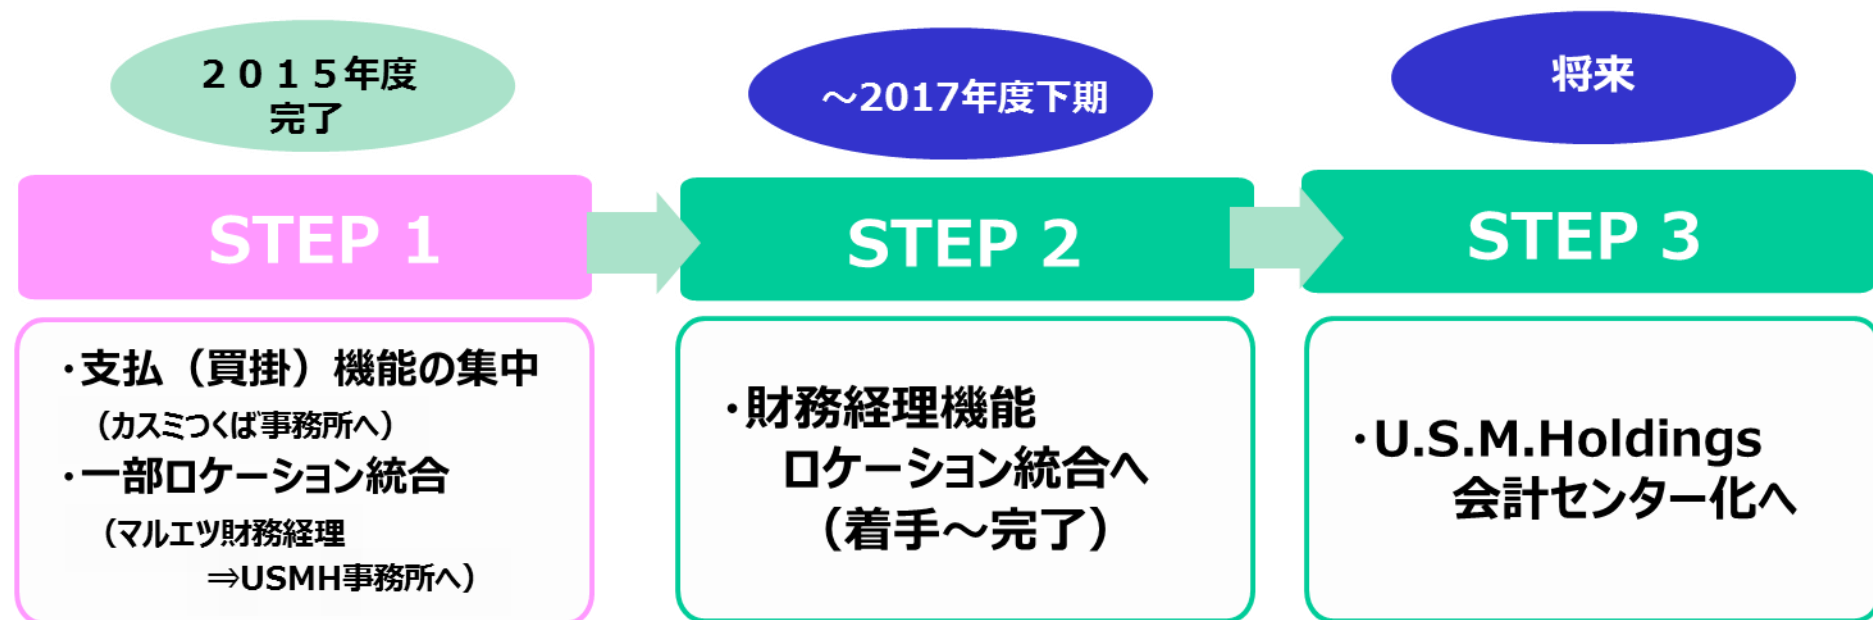 ２０１５年度
完了
～2017年度下期
将来
STEP 1
STEP 2
STEP 3
・支払（買掛）機能の集中
（カスミつくば事務所へ）
・一部ロケーション統合
（マルエツ財務経理
⇒USMH事務所へ）
・財務経理機能
ロケーション統合へ
（着手～完了）
・U.S.M.Holdings
会計センター化へ